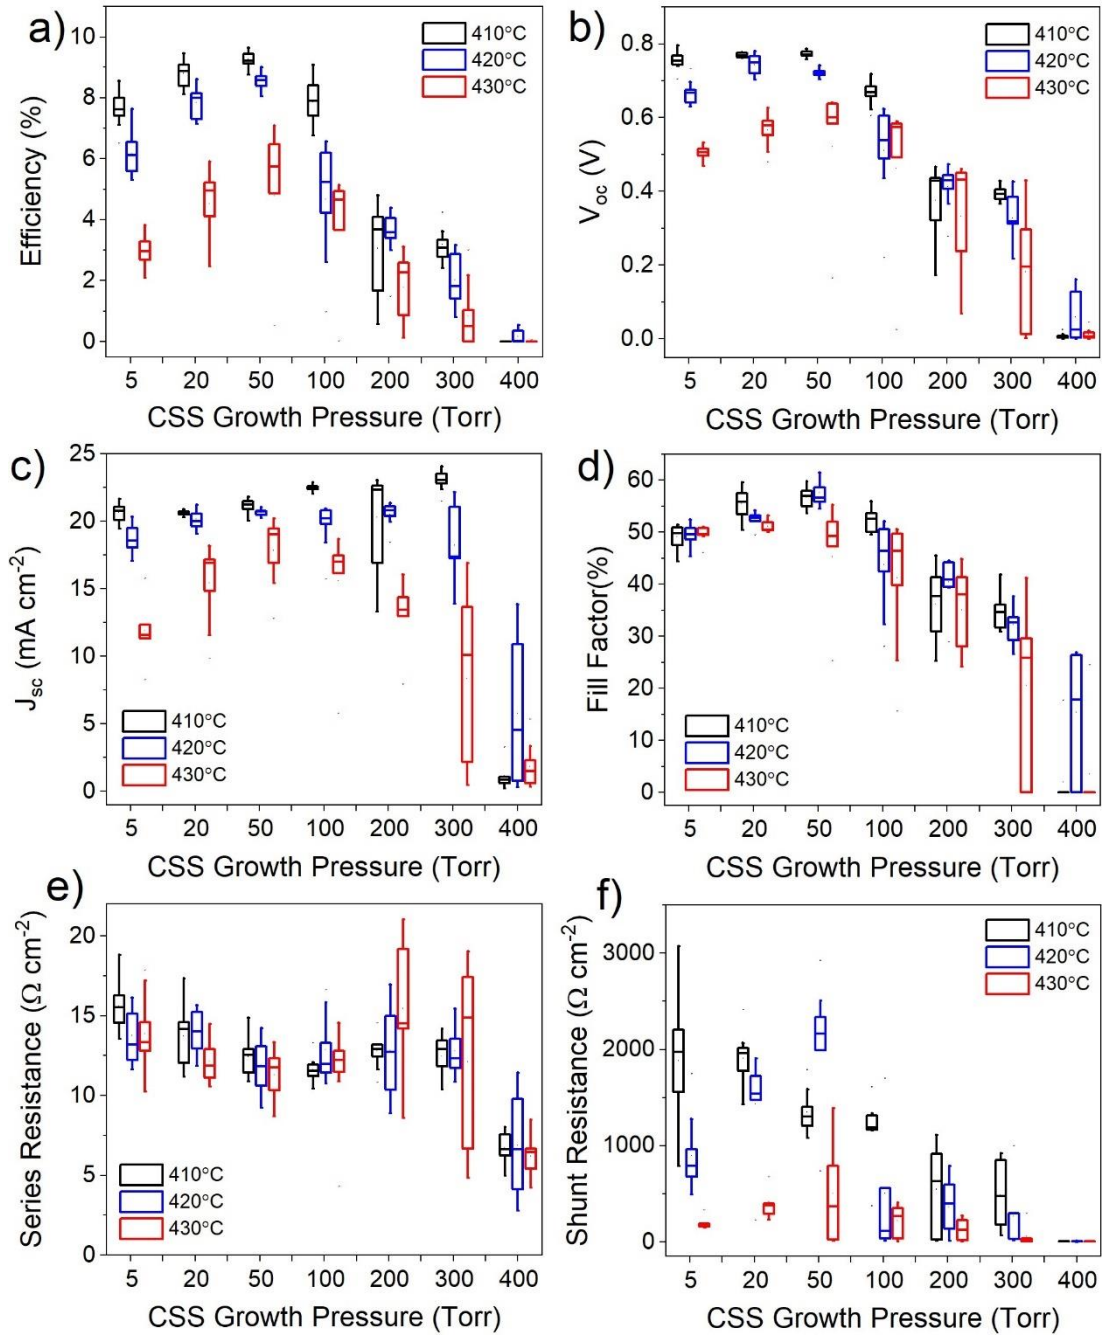 a)
Efficiency (%)
10
8
6
4
2
0
410°C
420°C
430°C
5 20 50 100 200 300 400
CSS Growth Pressure (Torr)
b)
Voc (V)
0.8
0.6
0.4
0.2
0.0
410°C
420°C
430°C
5 20 50 100 200 300 400
CSS Growth Pressure (Torr)
c)
Jsc (mA cm-2)
25
20
15
10
5
0
410°C
420°C
430°C
5 20 50 100 200 300 400
CSS Growth Pressure (Torr)
d)
Fill Factor(%)
60
50
40
30
20
10
0
410°C
420°C
430°C
5 20 50 100 200 300 400
CSS Growth Pressure (Torr)
e)
Series Resistance (Ω cm-2)
20
15
10
5
0
410°C
420°C
430°C
5 20 50 100 200 300 400
CSS Growth Pressure (Torr)
f)
Shunt Resistance (Ω cm-2)
3000
2000
1000
0
410°C
420°C
430°C
5 20 50 100 200 300 400
CSS Growth Pressure (Torr)